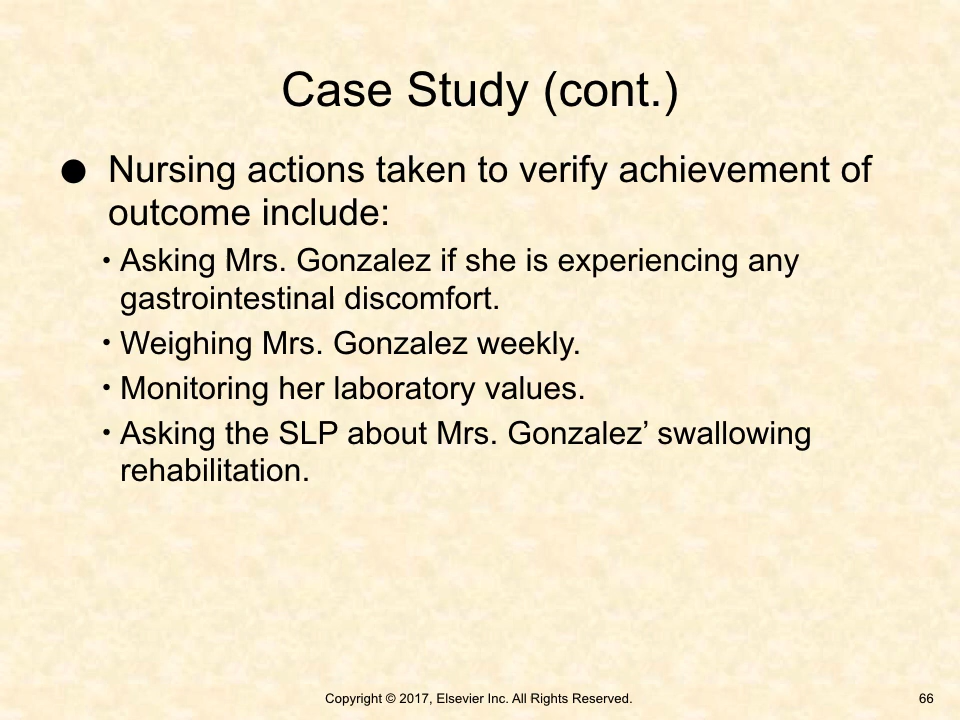 Case Study (cont.)
● Nursing actions taken to verify achievement of
outcome include:
• Asking Mrs. Gonzalez if she is experiencing any
gastrointestinal discomfort.
• Weighing Mrs. Gonzalez weekly.
• Monitoring her laboratory values.
• Asking the SLP about Mrs. Gonzalez’ swallowing
rehabilitation.
Copyright © 2017, Elsevier Inc. All Rights Reserved.
66